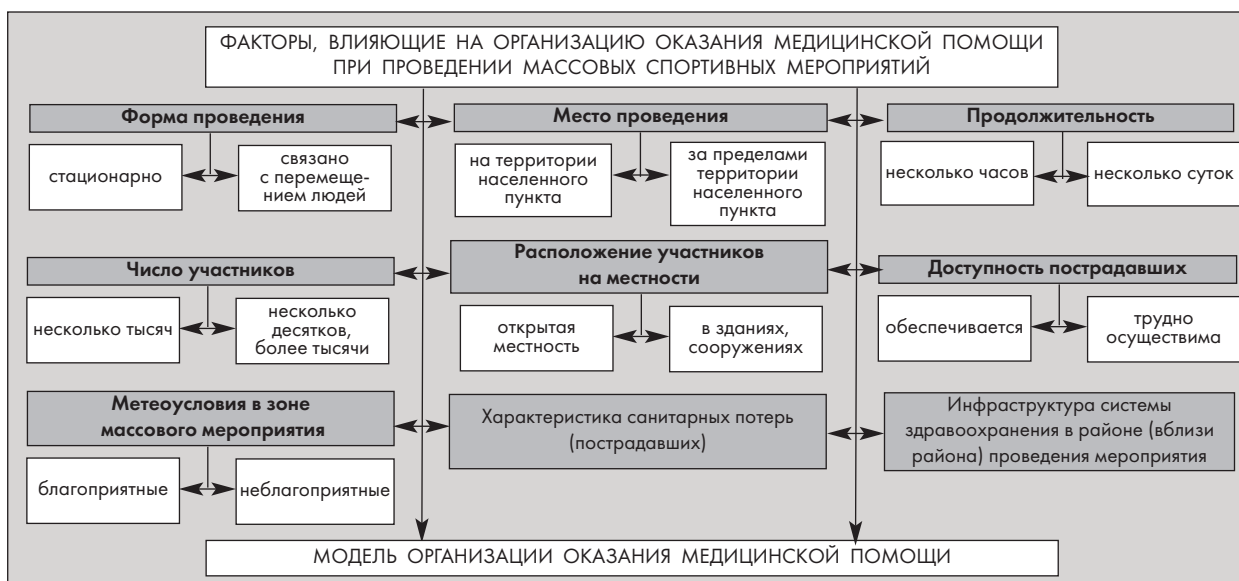 ФАКТОРЫ, ВЛИЯЮЩИЕ НА ОРГАНИЗАЦИЮ ОКАЗАНИЯ МЕДИЦИНСКОЙ ПОМОЩИ
ПРИ ПРОВЕДЕНИИ МАССОВЫХ СПОРТИВНЫХ МЕРОПРИЯТИЙ
Форма проведения
стационарно
связано
с перемеще-
нием людей
Место проведения
на территории
населенного
пункта
за пределами
территории
населенного
пункта
Продолжительность
несколько часов
несколько суток
Число участников
несколько тысяч
несколько
десятков,
более тысячи
Расположение участников
на местности
открытая
местность
в зданиях,
сооружениях
Доступность пострадавших
обеспечивается
трудно
осуществима
Метеоусловия в зоне
массового мероприятия
благоприятные
неблагоприятные
Характеристика санитарных потерь
(пострадавших)
Инфраструктура системы
здравоохранения в районе (вблизи
района) проведения мероприятия
МОДЕЛЬ ОРГАНИЗАЦИИ ОКАЗАНИЯ МЕДИЦИНСКОЙ ПОМОЩИ